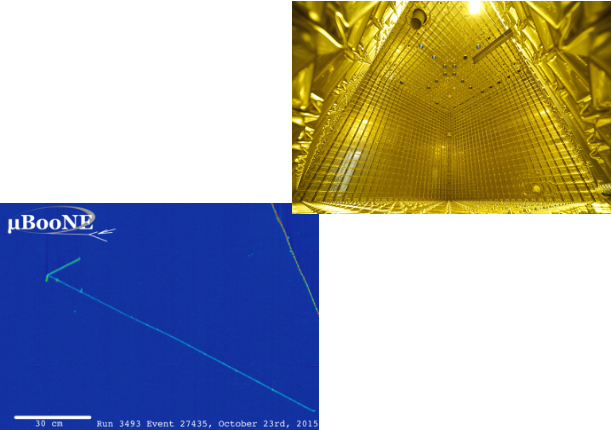 µBooNE
30 cm
Run 3493 Event 27435, October 23rd, 2015